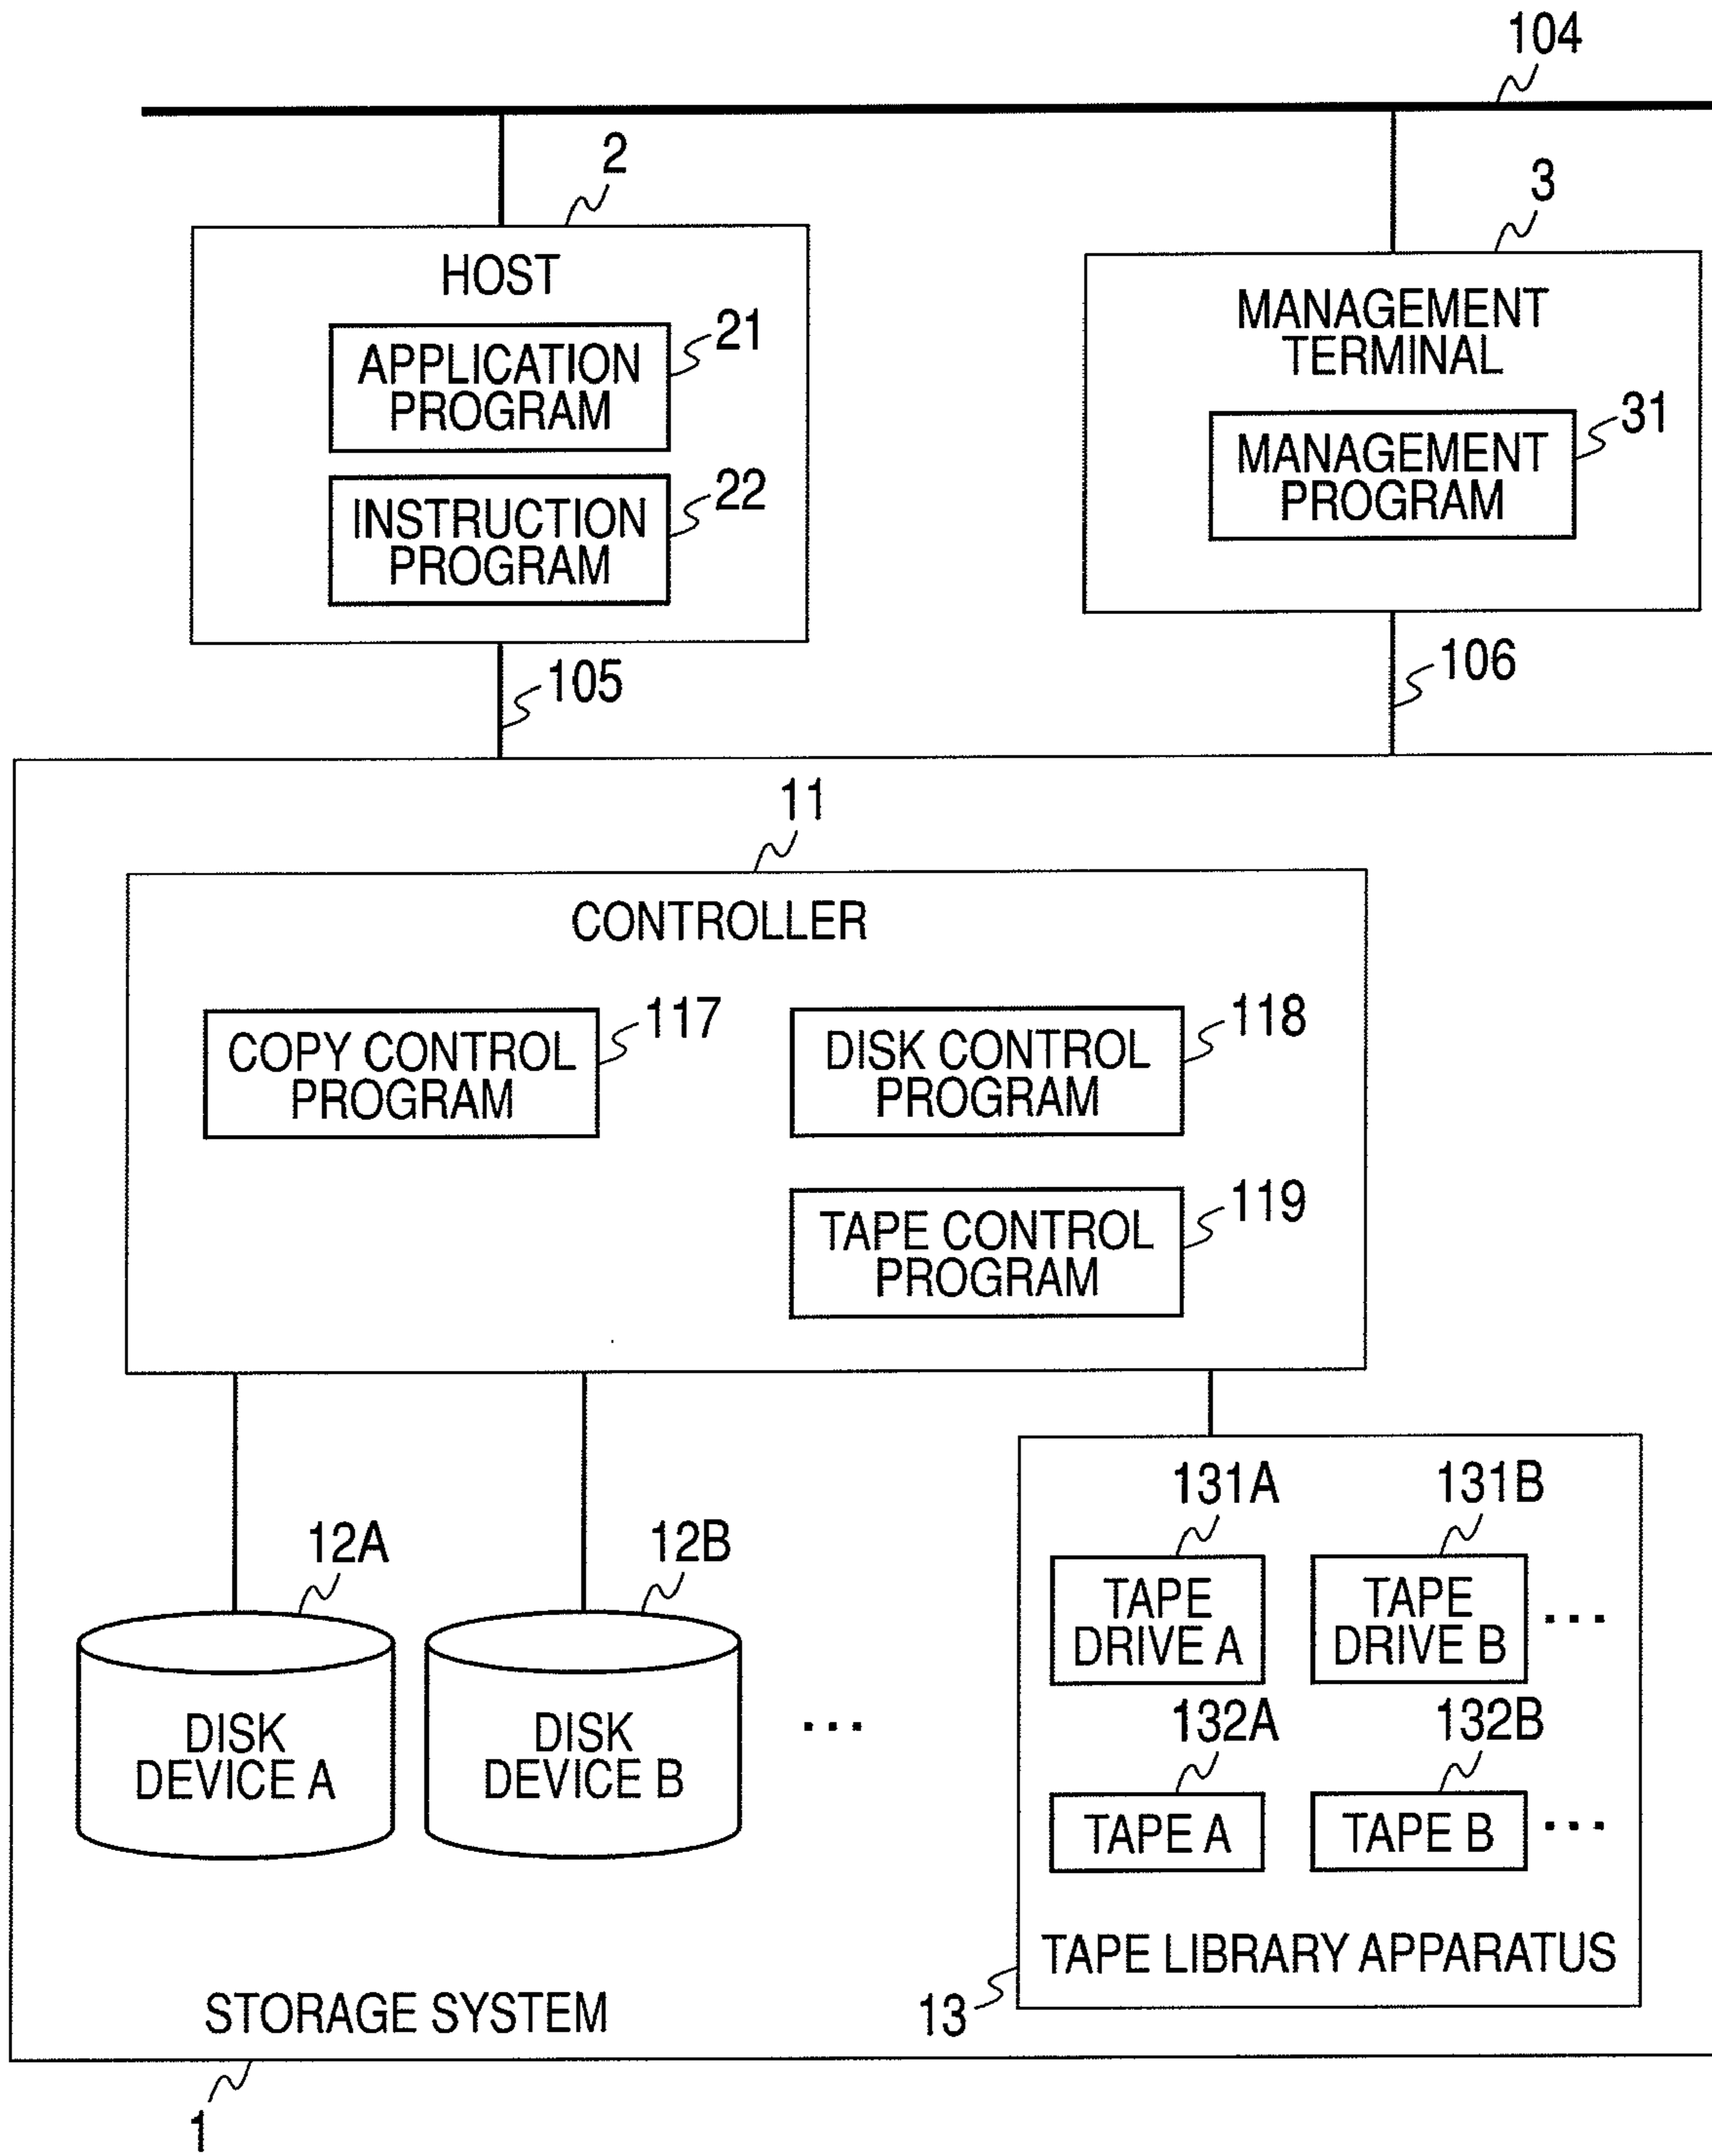 104
2
3
HOST
MANAGEMENT
TERMINAL
APPLICATION
PROGRAM
21
31
MANAGEMENT
PROGRAM
INSTRUCTION
PROGRAM
22
105
106
11
CONTROLLER
COPY CONTROL
PROGRAM
117
DISK CONTROL
PROGRAM
118
TAPE CONTROL
PROGRAM
119
12A
12B
131A
131B
TAPE
DRIVE A
TAPE
DRIVE B
...
DISK
DEVICE A
DISK
DEVICE B
...
132A
132B
TAPE A
TAPE B
...
TAPE LIBRARY APPARATUS
13
STORAGE SYSTEM
1